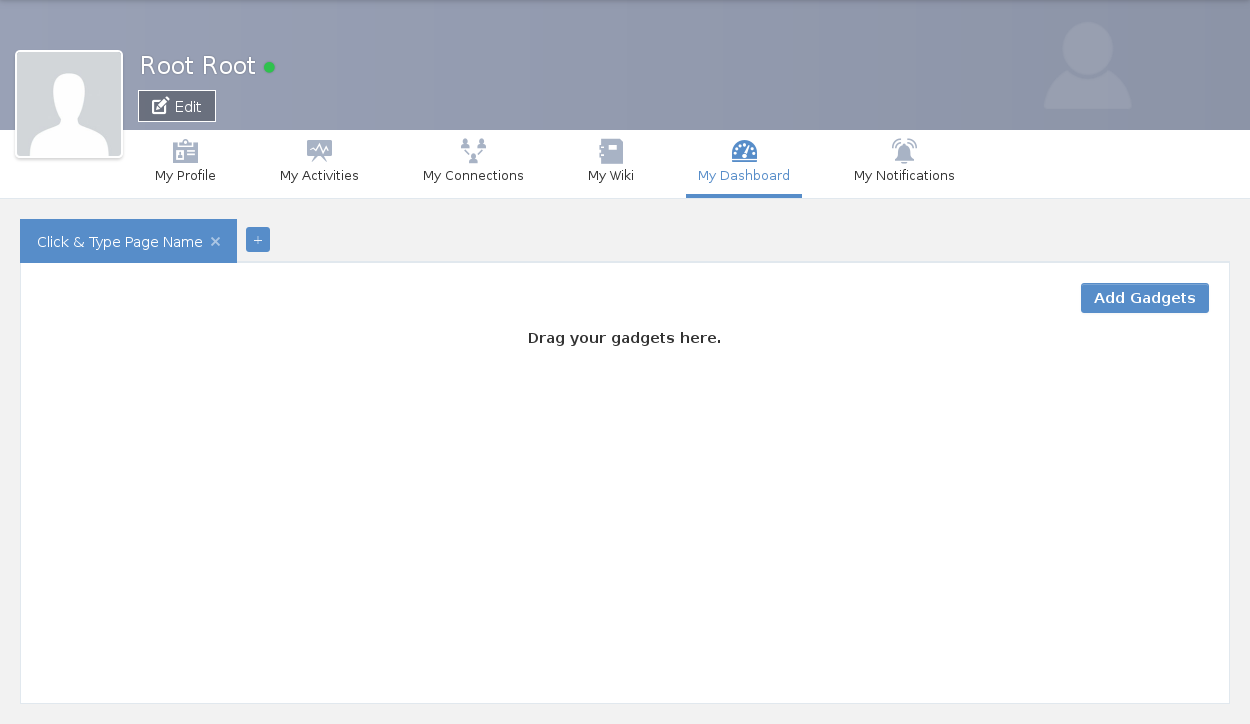 Root Root
Edit
My Profile
My Activities
My Connections
My Wiki
My Dashboard
My Notifications
Click & Type Page Name ×
+
Add Gadgets
Drag your gadgets here.